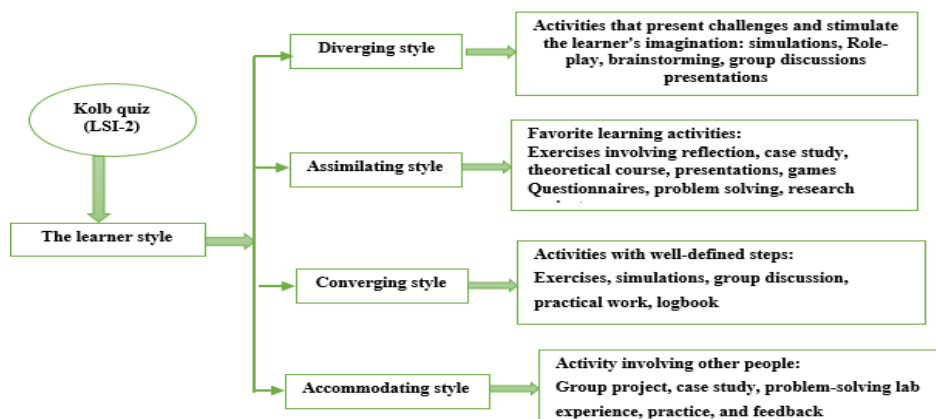 Kolb quiz
(LSI-2)
The learner style
Diverging style
Activities that present challenges and stimulate
the learner's imagination: simulations, Role-
play, brainstorming, group discussions
presentations
Assimilating style
Favorite learning activities:
Exercises involving reflection, case study,
theoretical course, presentations, games
Questionnaires, problem solving, research
Converging style
Activities with well-defined steps:
Exercises, simulations, group discussion,
practical work, logbook
Accommodating style
Activity involving other people:
Group project, case study, problem-solving lab
experience, practice, and feedback